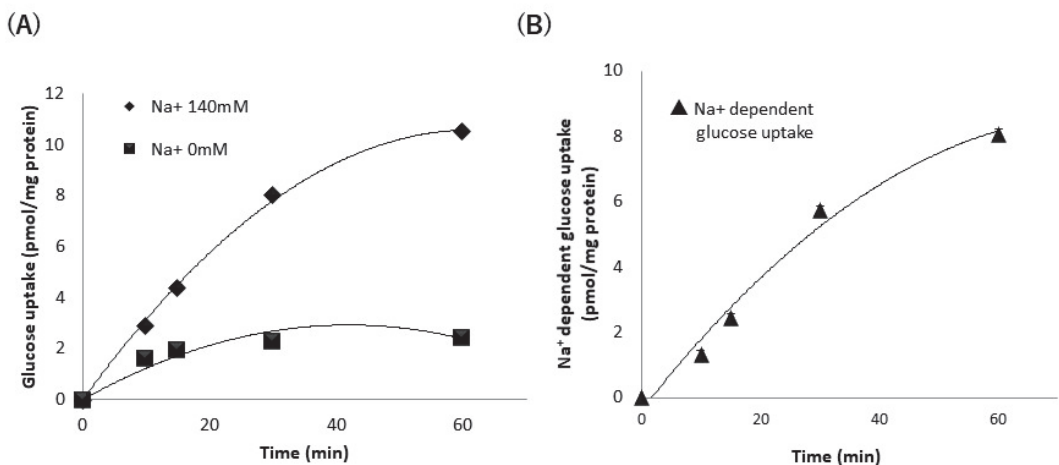 (A)
Glucose uptake (pmol/mg protein)
12
10
8
6
4
2
0
Na+ 140mM
Na+ 0mM
0
20
40
60
Time (min)
(B)
Na⁺ dependent glucose uptake
(pmol/mg protein)
10
8
6
4
2
0
Na+ dependent
glucose uptake
0
20
40
60
Time (min)